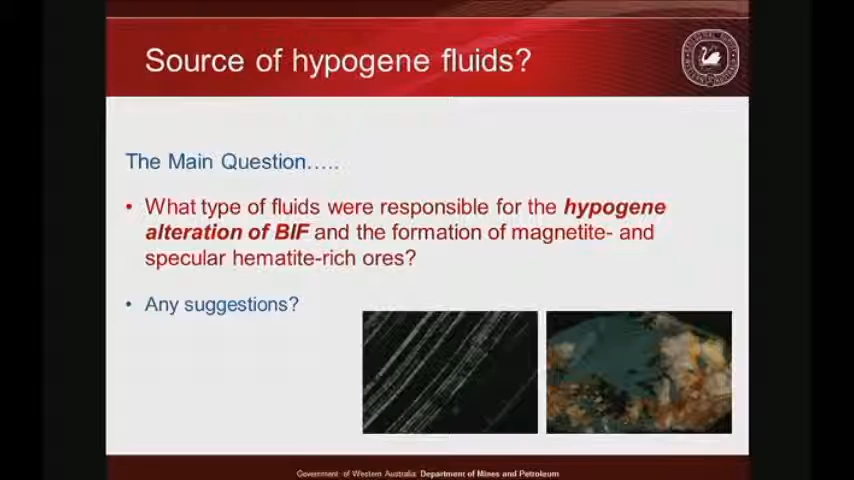 Source of hypogene fluids?
The Main Question…..
• What type of fluids were responsible for the hypogene
alteration of BIF and the formation of magnetite- and
specular hematite-rich ores?
• Any suggestions?
Government of Western Australia Department of Mines and Petroleum